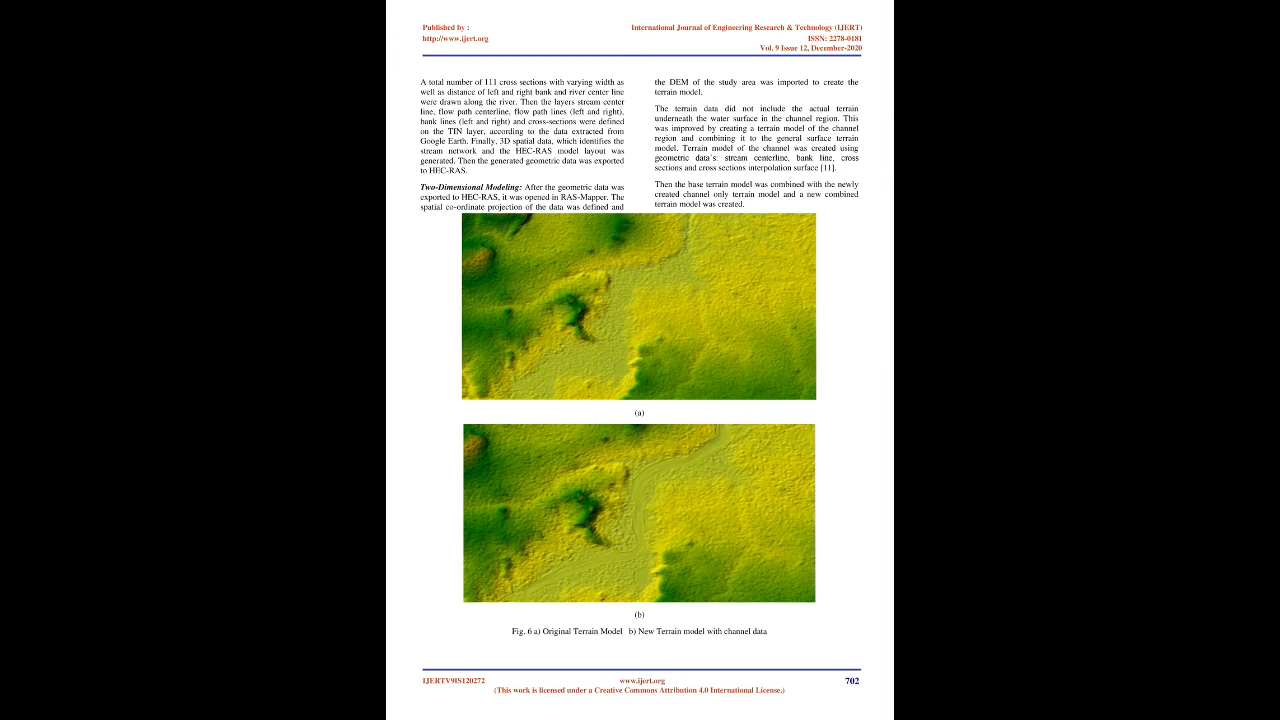 Published by :
http://www.ijert.org
International Journal of Engineering Research & Technology (IJERT)
ISSN: 2278-0181
Vol. 9 Issue 12, December-2020
A total number of 111 cross sections with varying width as
well as distance of left and right bank and river center line
were drawn along the river. Then the layers stream center
line, flow path centerline, flow path lines (left and right),
bank lines (left and right) and cross-sections were defined
on the TIN layer, according to the data extracted from
Google Earth. Finally, 3D spatial data, which identifies the
stream network and the HEC-RAS model layout was
generated. Then the generated geometric data was exported
to HEC-RAS.
Two-Dimensional Modeling: After the geometric data was
exported to HEC-RAS, it was opened in RAS-Mapper. The
spatial co-ordinate projection of the data was defined and
the DEM of the study area was imported to create the
terrain model.
The terrain data did not include the actual terrain
underneath the water surface in the channel region. This
was improved by creating a terrain model of the channel
region and combining it to the general surface terrain
model. Terrain model of the channel was created using
geometric data's: stream centerline, bank line, cross
sections and cross sections interpolation surface [11].
Then the base terrain model was combined with the newly
created channel only terrain model and a new combined
terrain model was created.
(a)
(b)
Fig. 6 a) Original Terrain Model b) New Terrain model with channel data
IJERTV9IS120272
www.ijert.org
702
(This work is licensed under a Creative Commons Attribution 4.0 International License.)